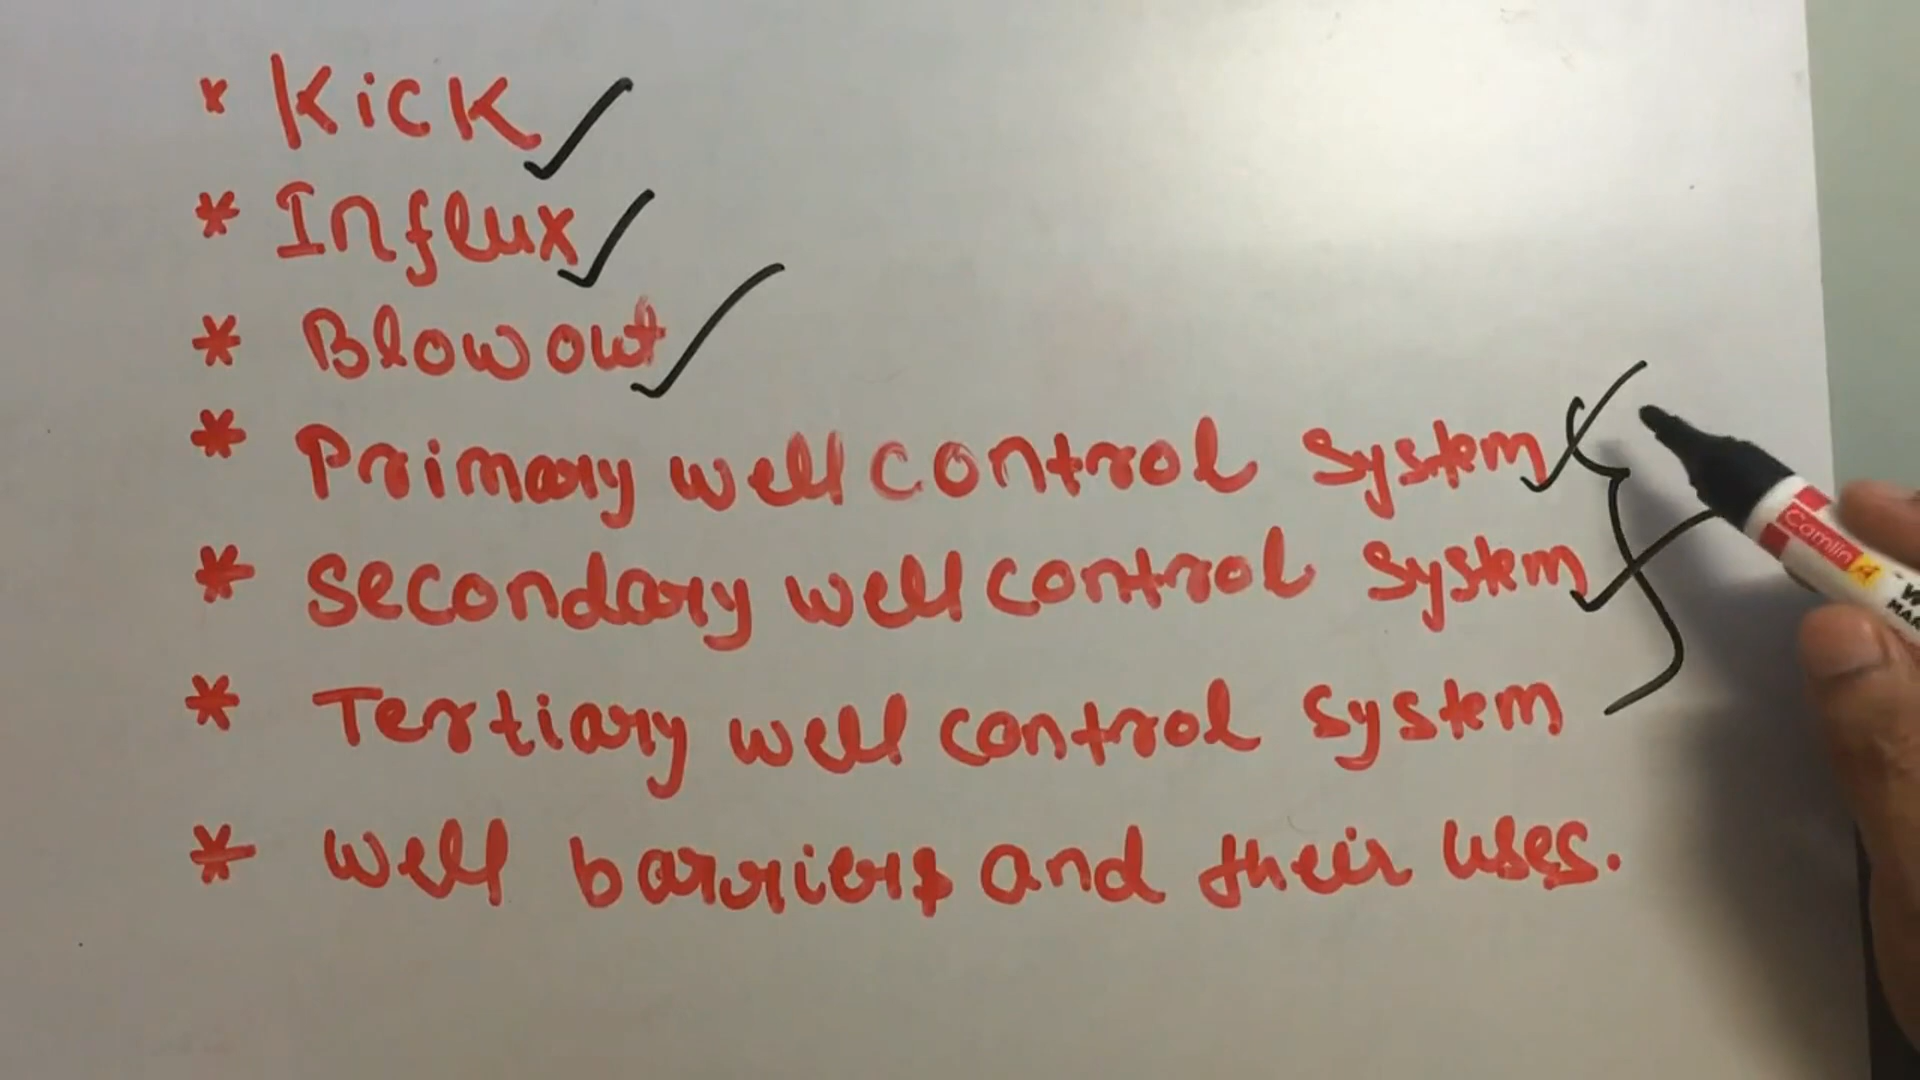 * Kick
* Influx
* Blowout
* Primary well control system
* Secondary well control system
* Tertiary well control system
* Well barriers and their uses.
Camlin